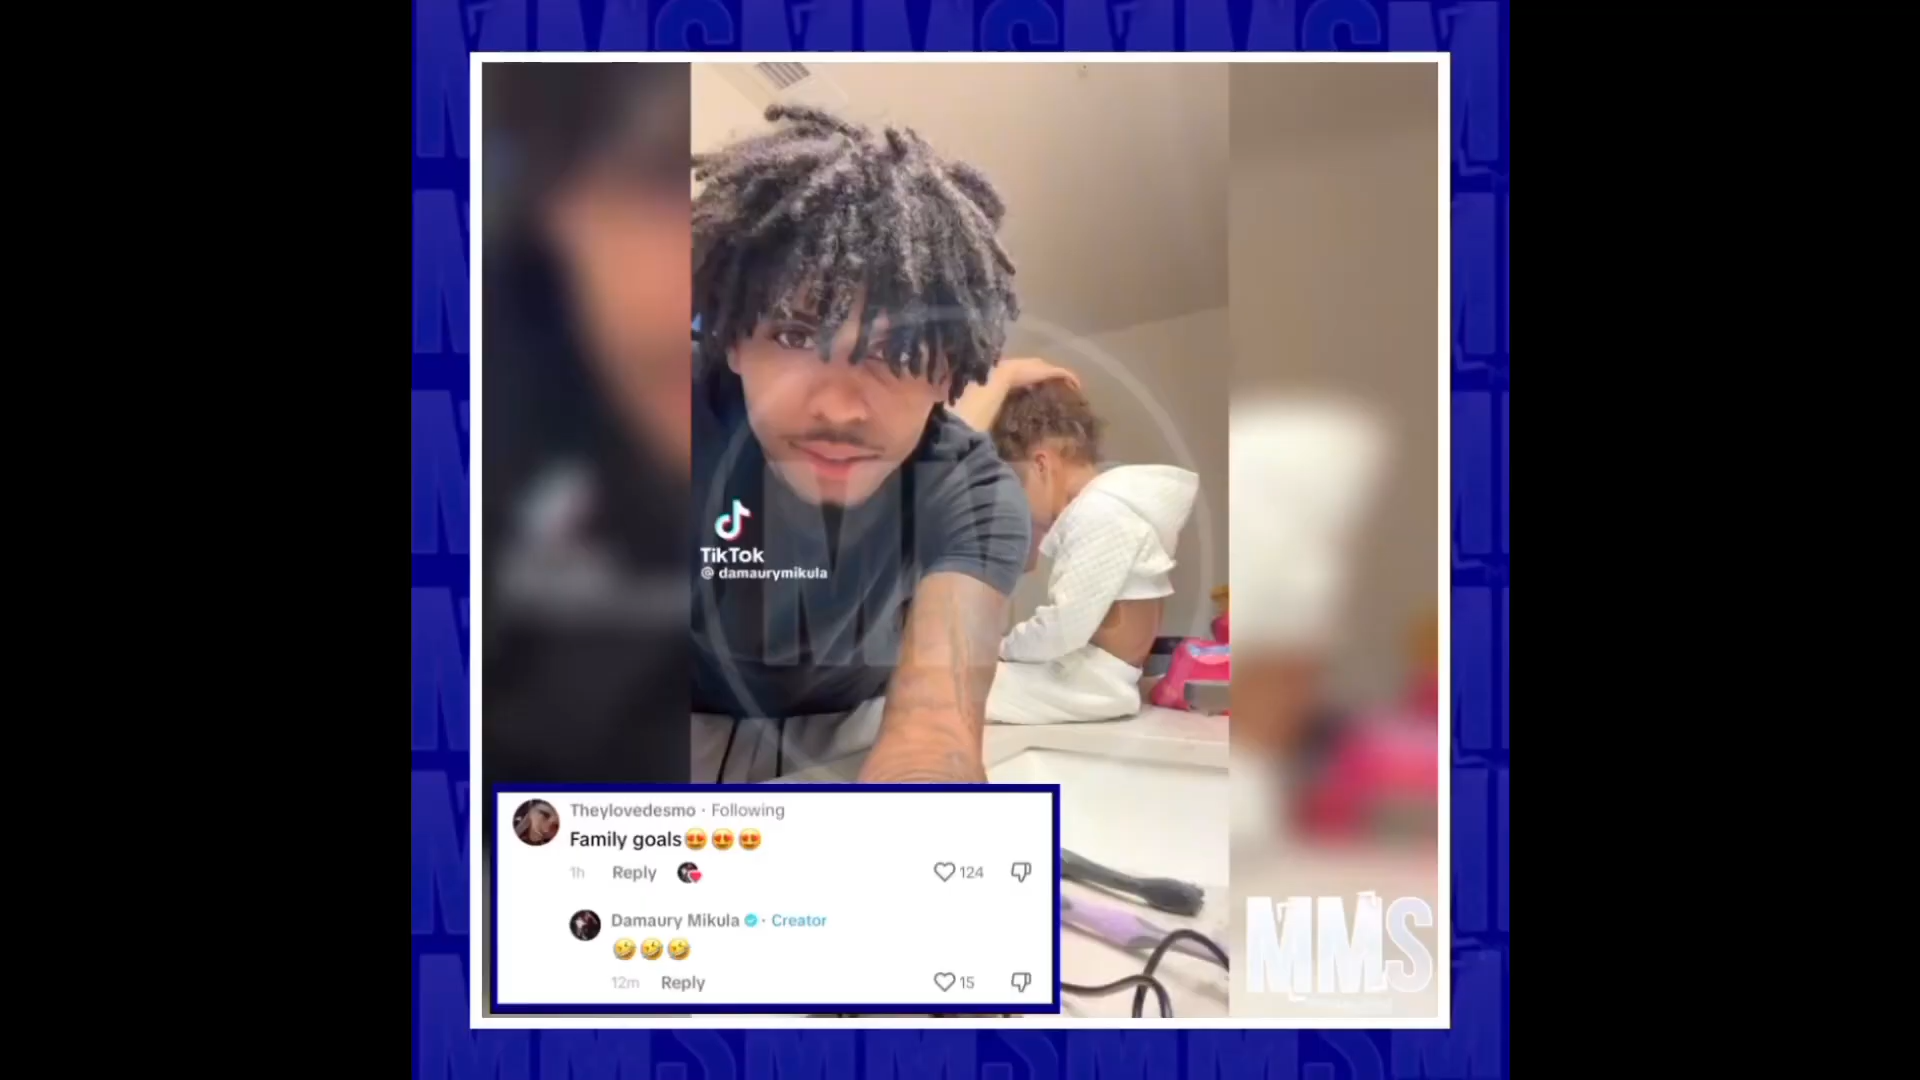 TikTok
@damaurymikula
Theylovedesmo · Following
Family goals😍😍😍
1h Reply 124
Damaury Mikula · Creator
🤣🤣🤣
12m Reply 15
MMS